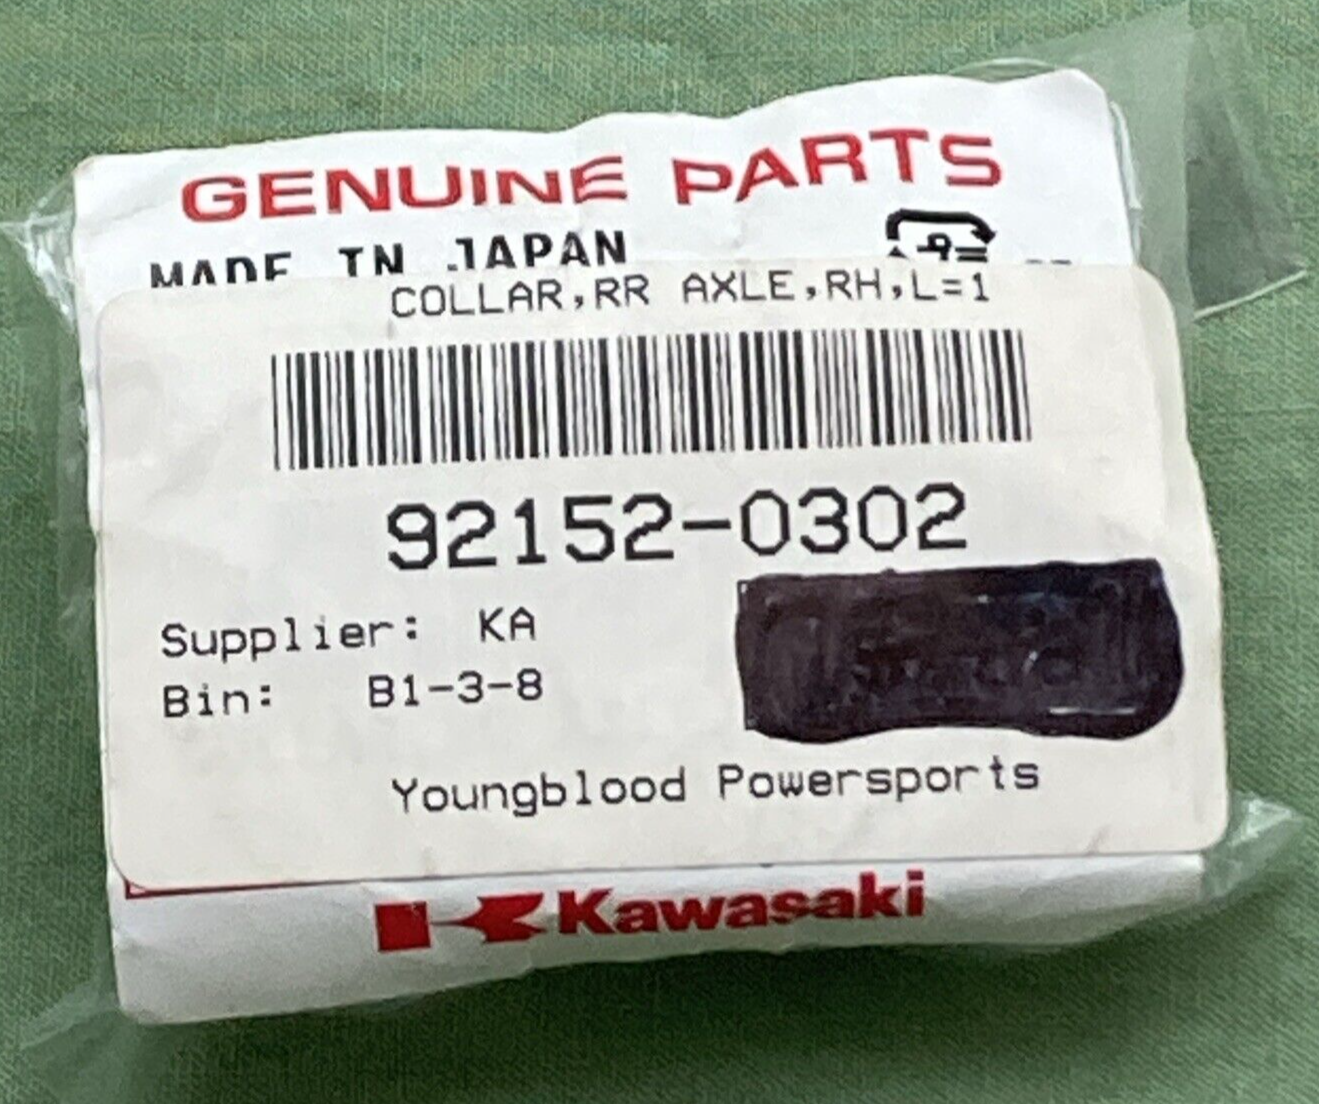 GENUINE PARTS
MADE IN JAPAN
COLLAR,RR AXLE,RH,L=1
92152-0302
Supplier: KA
Bin: B1-3-8
Youngblood Powersports
Kawasaki